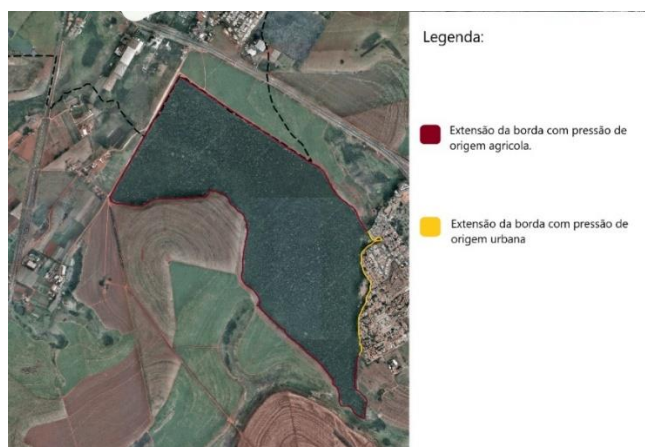 Legenda:
Extensão da borda com pressão de
origem agricola.
Extensão da borda com pressão de
origem urbana